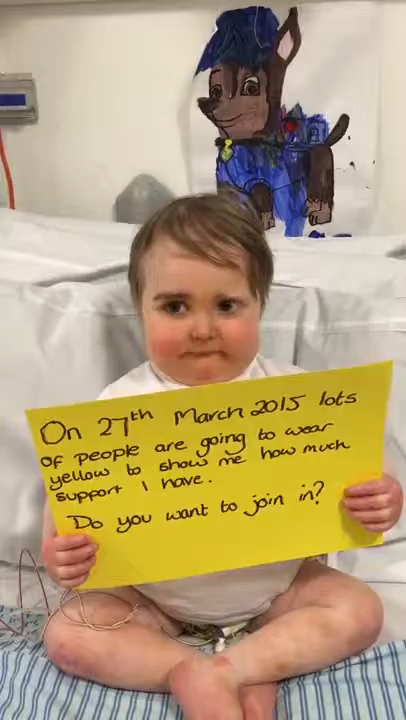 On 27th March 2015 lots
of people are going to wear
yellow to show me how much
support I have.
Do you want to join in?